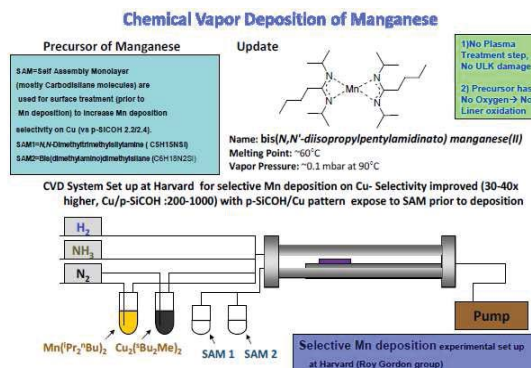 Chemical Vapor Deposition of Manganese
Precursor of Manganese
SAM=Self Assembly Monolayer
(mostly Carbodisilane molecules) are
used for surface treatment (prior to
Mn deposition) to increase Mn deposition
selectivity on Cu (vs p-SICOH 2.2/2.4).
SAM1=N,N-Dimethyltrimethylsilylamine ( C5H15NSI)
SAM2=Bis(dimethylamino)dimethylsilane (C6H18N2SI)
Update
N
N
Mn
N
N
1)No Plasma
Treatment step,
No ULK damage
2) Precursor has
No Oxygen→ No
Liner oxidation
Name: bis(N,N'-diisopropylpentylamidinato) manganese(II)
Melting Point: ~60°C
Vapor Pressure: ~0.1 mbar at 90°C
CVD System Set up at Harvard for selective Mn deposition on Cu- Selectivity improved (30-40x
higher, Cu/p-SiCOH :200-1000) with p-SiCOH/Cu pattern expose to SAM prior to deposition
H2
NH3
N2
Mn(iPr2nBu)2
Cu2(sBu2Me)2
SAM 1
SAM 2
Pump
Selective Mn deposition experimental set up
at Harvard (Roy Gordon group)